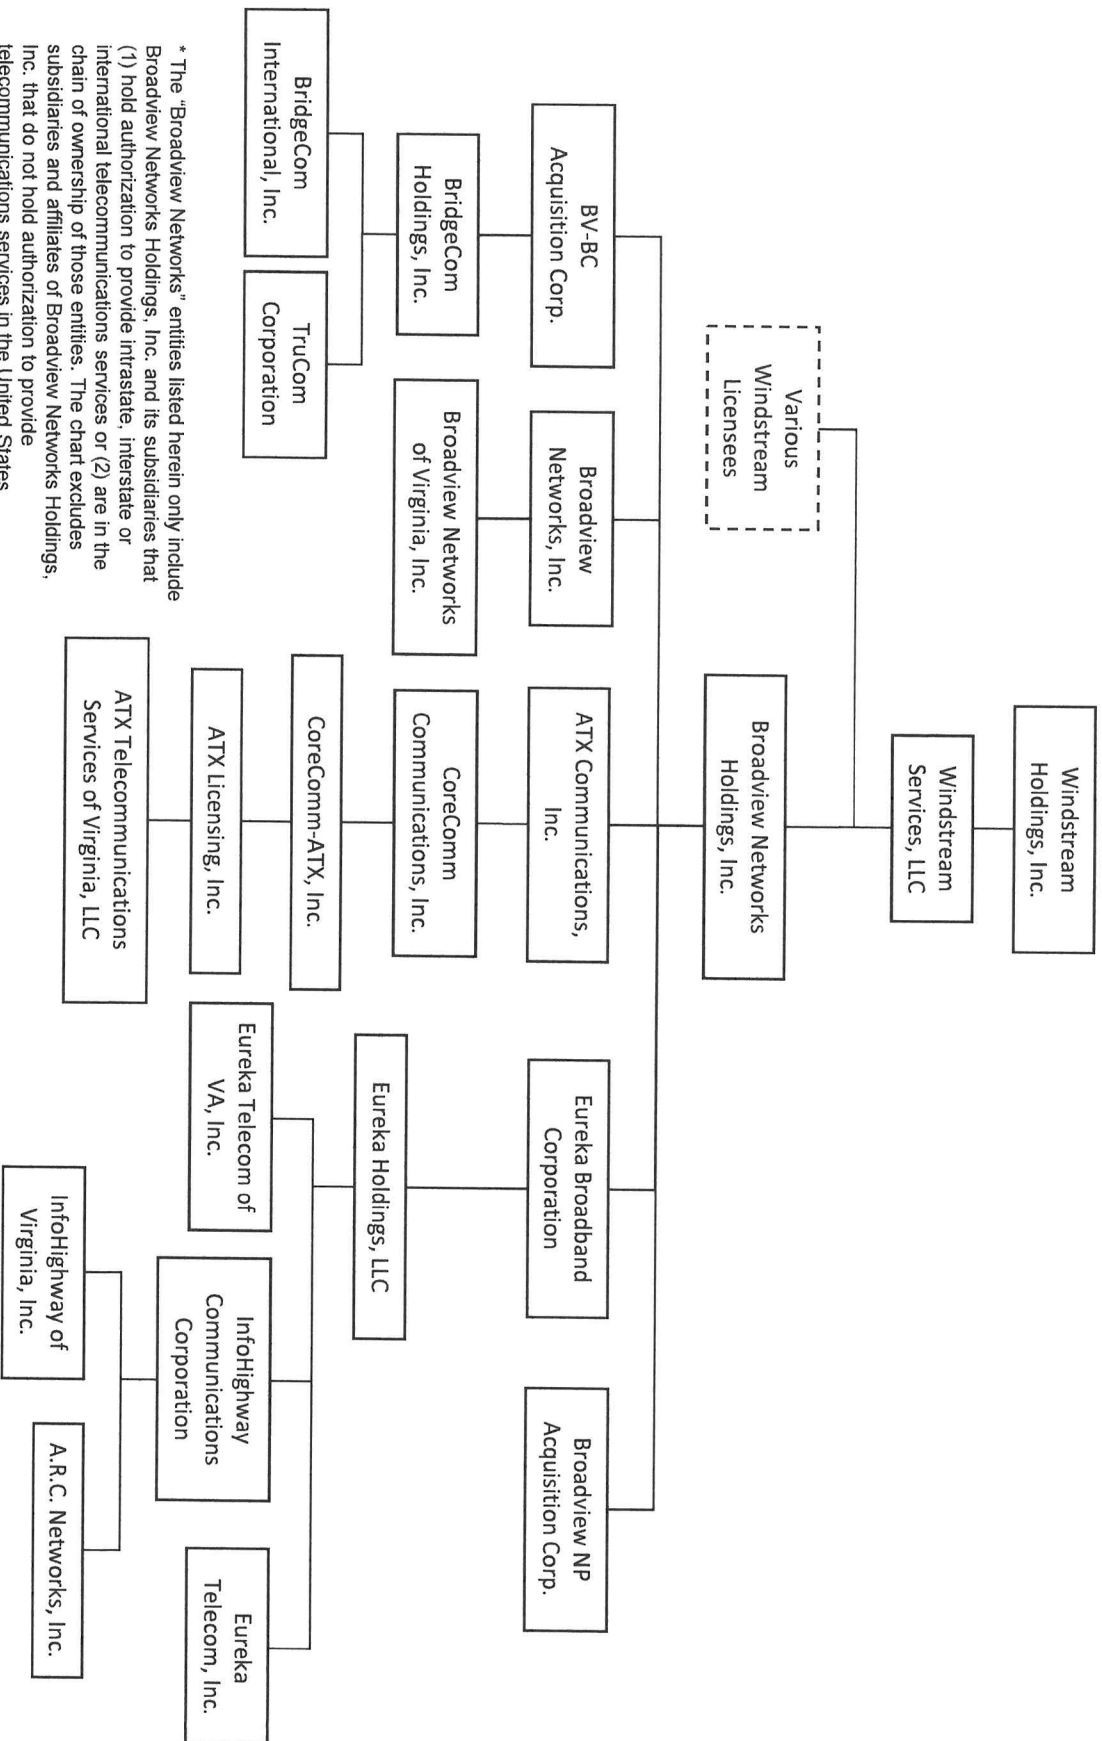 Windstream
Holdings, Inc.
Windstream
Services, LLC
Various
Windstream
Licensees
Broadview Networks
Holdings, Inc.
BV-BC
Acquisition Corp.
Broadview
Networks, Inc.
ATX Communications,
Inc.
Eureka Broadband
Corporation
Broadview NP
Acquisition Corp.
BridgeCom
Holdings, Inc.
Broadview Networks
of Virginia, Inc.
CoreComm
Communications, Inc.
Eureka Holdings, LLC
BridgeCom
International, Inc.
TruCom
Corporation
CoreComm-ATX, Inc.
ATX Licensing, Inc.
Eureka Telecom of
VA, Inc.
InfoHighway
Communications
Corporation
Eureka
Telecom, Inc.
ATX Telecommunications
Services of Virginia, LLC
InfoHighway of
Virginia, Inc.
A.R.C. Networks, Inc.
* The "Broadview Networks" entities listed herein only include
Broadview Networks Holdings, Inc. and its subsidiaries that
(1) hold authorization to provide intrastate, interstate or
international telecommunications services or (2) are in the
chain of ownership of those entities. The chart excludes
subsidiaries and affiliates of Broadview Networks Holdings,
Inc. that do not hold authorization to provide
telecommunications services in the United States